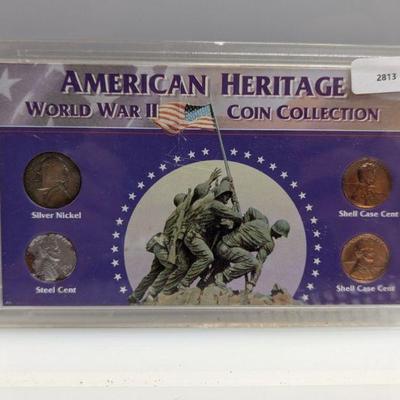 2813
AMERICAN HERITAGE
WORLD WAR II COIN COLLECTION
Silver Nickel
Shell Case Cent
Steel Cent
Shell Case Cent